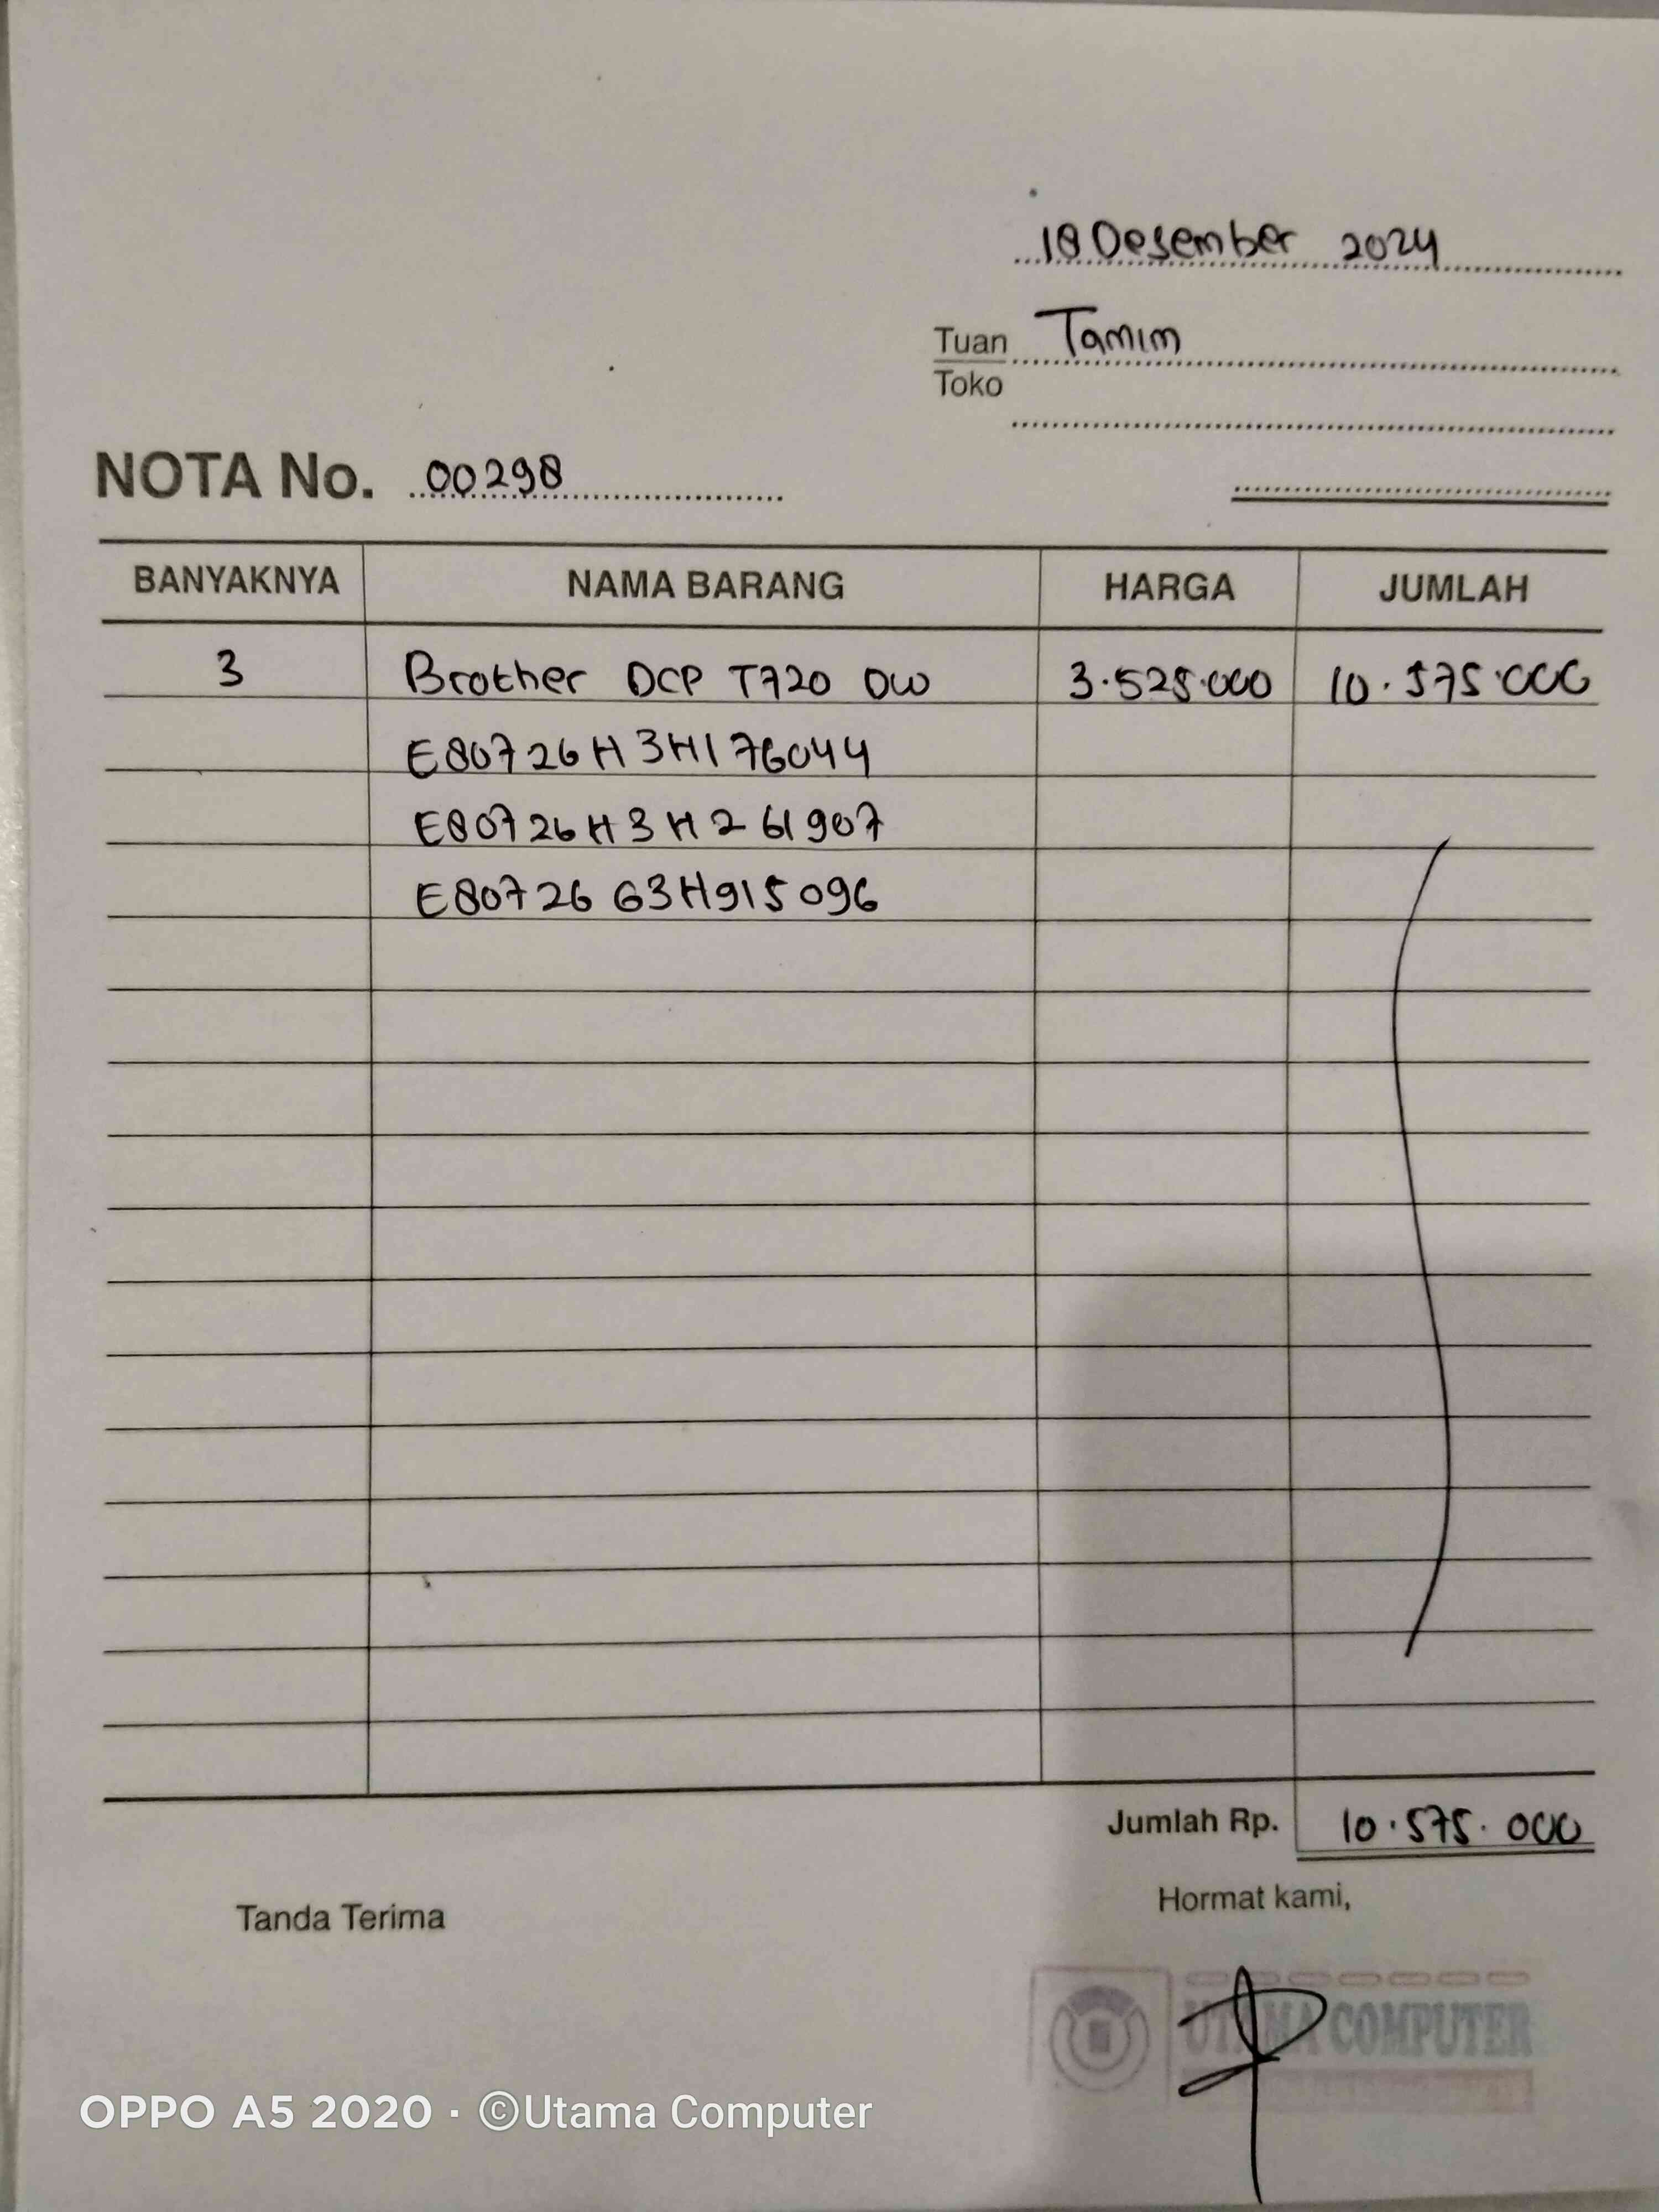 18 Desember 2024
Tuan Tamim
Toko
NOTA No. 00298
BANYAKNYA NAMA BARANG HARGA JUMLAH
3 Brother DCP T720 DW 3.525.000 10.575.000
E80726H3H176044
E80726H3H261907
E80726G3H915096
Jumlah Rp. 10.575.000
Tanda Terima Hormat kami,
UTAMA COMPUTER
OPPO A5 2020 · ©Utama Computer